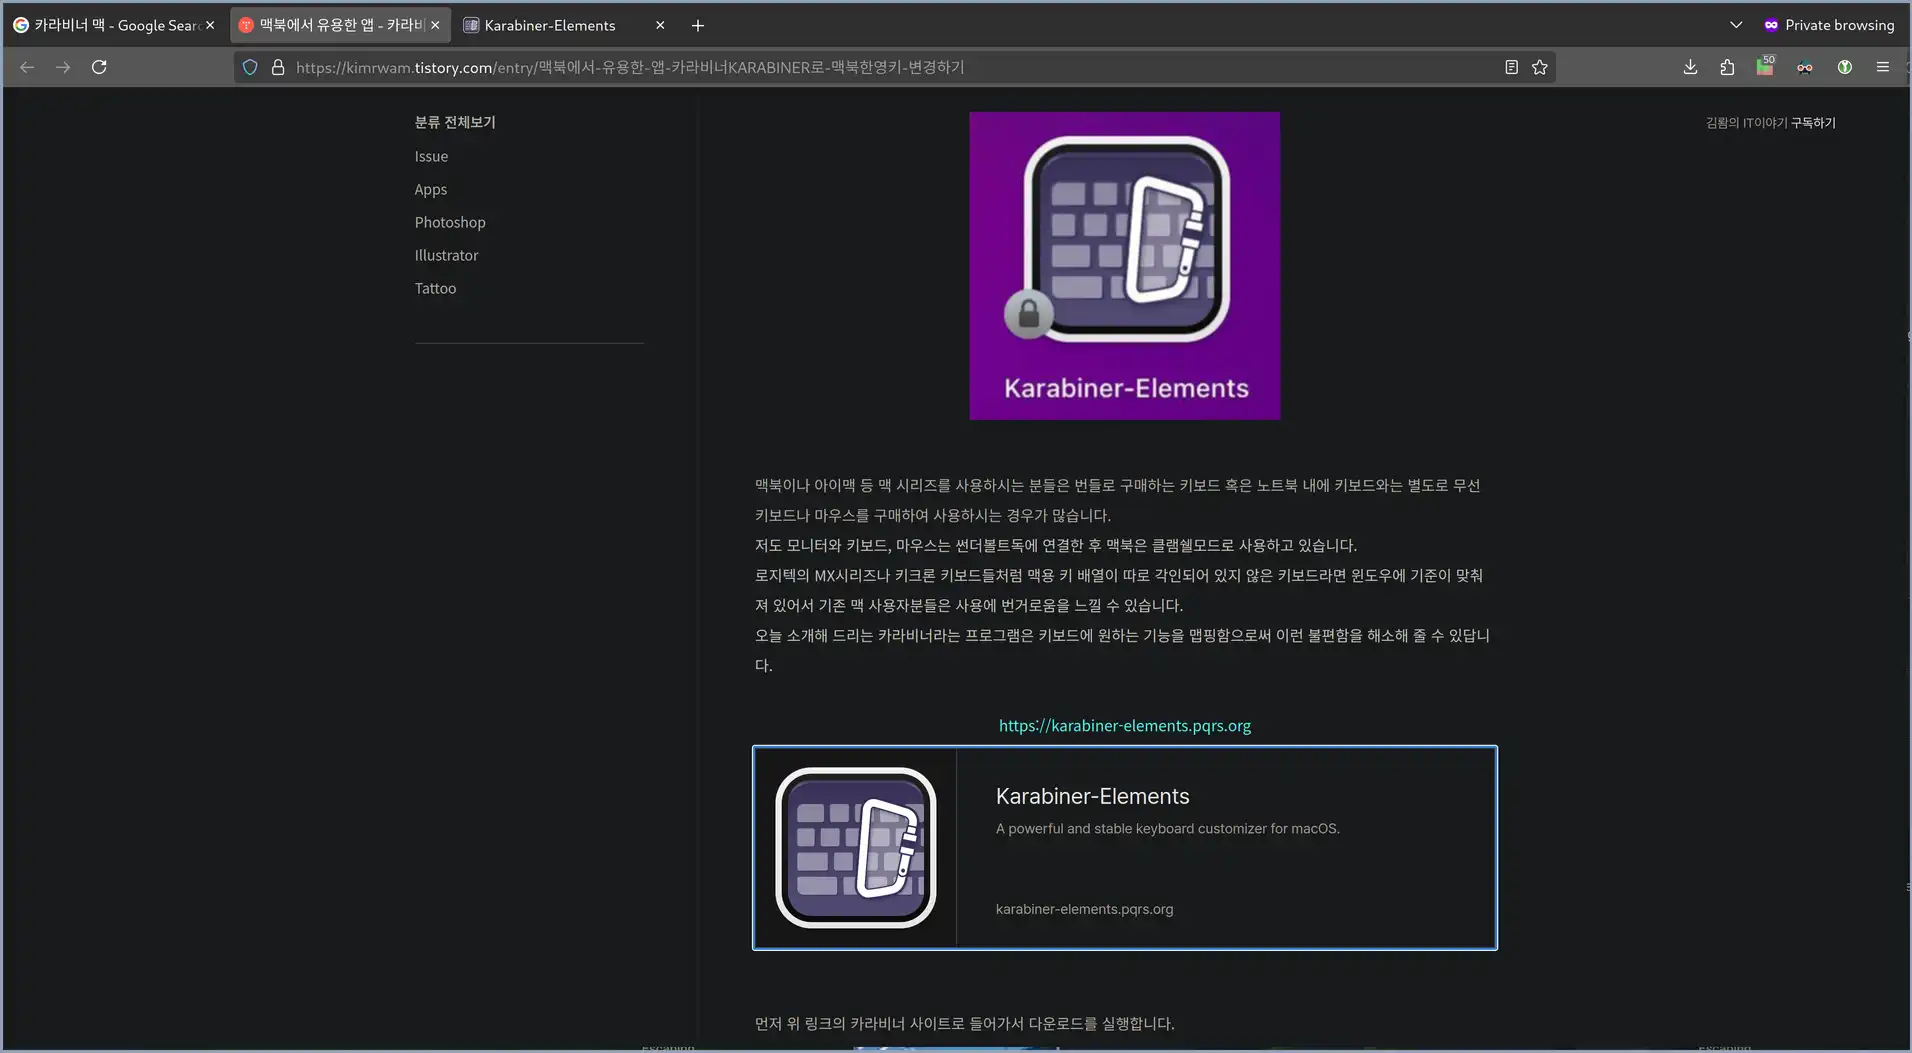 카라비너 맥 - Google Sear
맥북에서 유용한 앱 - 카라비
Karabiner-Elements
Private browsing
https://kimrwam.tistory.com/entry/맥북에서-유용한-앱-카라비너KARABINER로-맥북한영키-변경하기
50
분류 전체보기
Issue
Apps
Photoshop
Illustrator
Tattoo
김뢈의 IT이야기 구독하기
Karabiner-Elements
맥북이나 아이맥 등 맥 시리즈를 사용하시는 분들은 번들로 구매하는 키보드 혹은 노트북 내에 키보드와는 별도로 무선
키보드나 마우스를 구매하여 사용하시는 경우가 많습니다.
저도 모니터와 키보드, 마우스는 썬더볼트독에 연결한 후 맥북은 클램쉘모드로 사용하고 있습니다.
로지텍의 MX시리즈나 키크론 키보드들처럼 맥용 키 배열이 따로 각인되어 있지 않은 키보드라면 윈도우에 기준이 맞춰
져 있어서 기존 맥 사용자분들은 사용에 번거로움을 느낄 수 있습니다.
오늘 소개해 드리는 카라비너라는 프로그램은 키보드에 원하는 기능을 맵핑함으로써 이런 불편함을 해소해 줄 수 있답니
다.
https://karabiner-elements.pqrs.org
Karabiner-Elements
A powerful and stable keyboard customizer for macOS.
karabiner-elements.pqrs.org
먼저 위 링크의 카라비너 사이트로 들어가서 다운로드를 실행합니다.